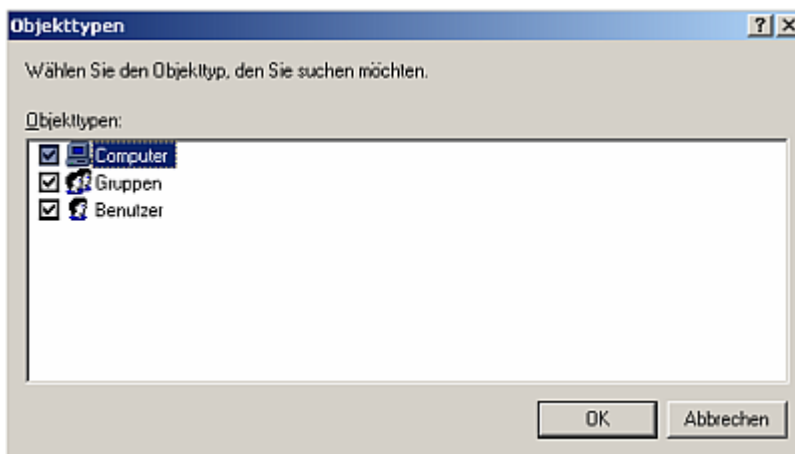 Objekttypen
Wählen Sie den Objekttyp, den Sie suchen möchten.
Objekttypen:
Computer
Gruppen
Benutzer
OK Abbrechen